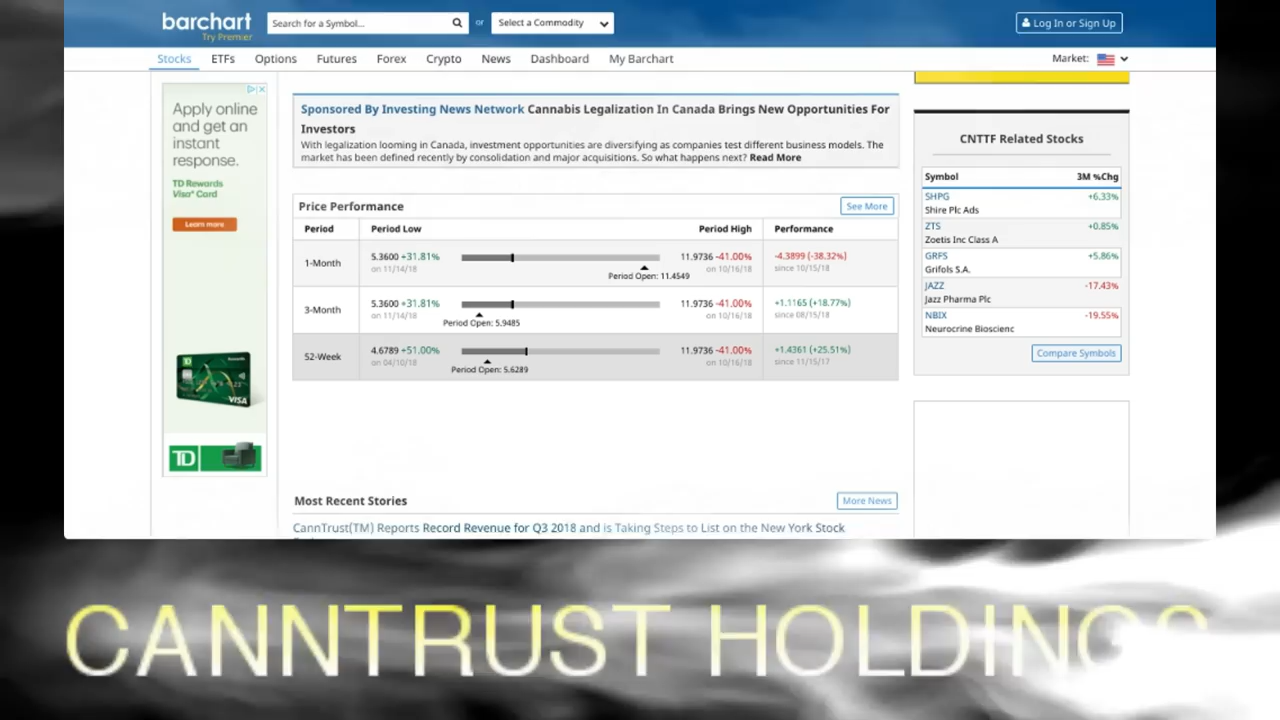 barchart
Try Premier
Search for a Symbol...
or
Select a Commodity
Log In or Sign Up
Stocks
ETFs
Options
Futures
Forex
Crypto
News
Dashboard
My Barchart
Market:
Apply online
and get an
instant
response.
TD Rewards
Visa* Card
Learn more
VISA
TD
Sponsored By Investing News Network Cannabis Legalization In Canada Brings New Opportunities For
Investors
With legalization looming in Canada, investment opportunities are diversifying as companies test different business models. The
market has been defined recently by consolidation and major acquisitions. So what happens next? Read More
Price Performance
See More
Period Period Low Period High Performance
1-Month
5.3600 +31.81%
on 11/14/18
Period Open: 11.4549
11.9736 -41.00%
on 10/16/18
-4.3899 (-38.32%)
since 10/15/18
3-Month
5.3600 +31.81%
on 11/14/18
Period Open: 5.9485
11.9736 -41.00%
on 10/16/18
+1.1165 (+18.77%)
since 08/15/18
52-Week
4.6789 +51.00%
on 04/10/18
Period Open: 5.6289
11.9736 -41.00%
on 10/16/18
+1.4361 (+25.51%)
since 11/15/17
Most Recent Stories
More News
CannTrust(TM) Reports Record Revenue for Q3 2018 and is Taking Steps to List on the New York Stock
CNTTF Related Stocks
Symbol 3M %Chg
SHPG +6.33%
Shire Plc Ads
ZTS +0.85%
Zoetis Inc Class A
GRFS +5.86%
Grifols S.A.
JAZZ -17.43%
Jazz Pharma Plc
NBIX -19.55%
Neurocrine Bioscienc
Compare Symbols
CANNTRUST HOLDINGS